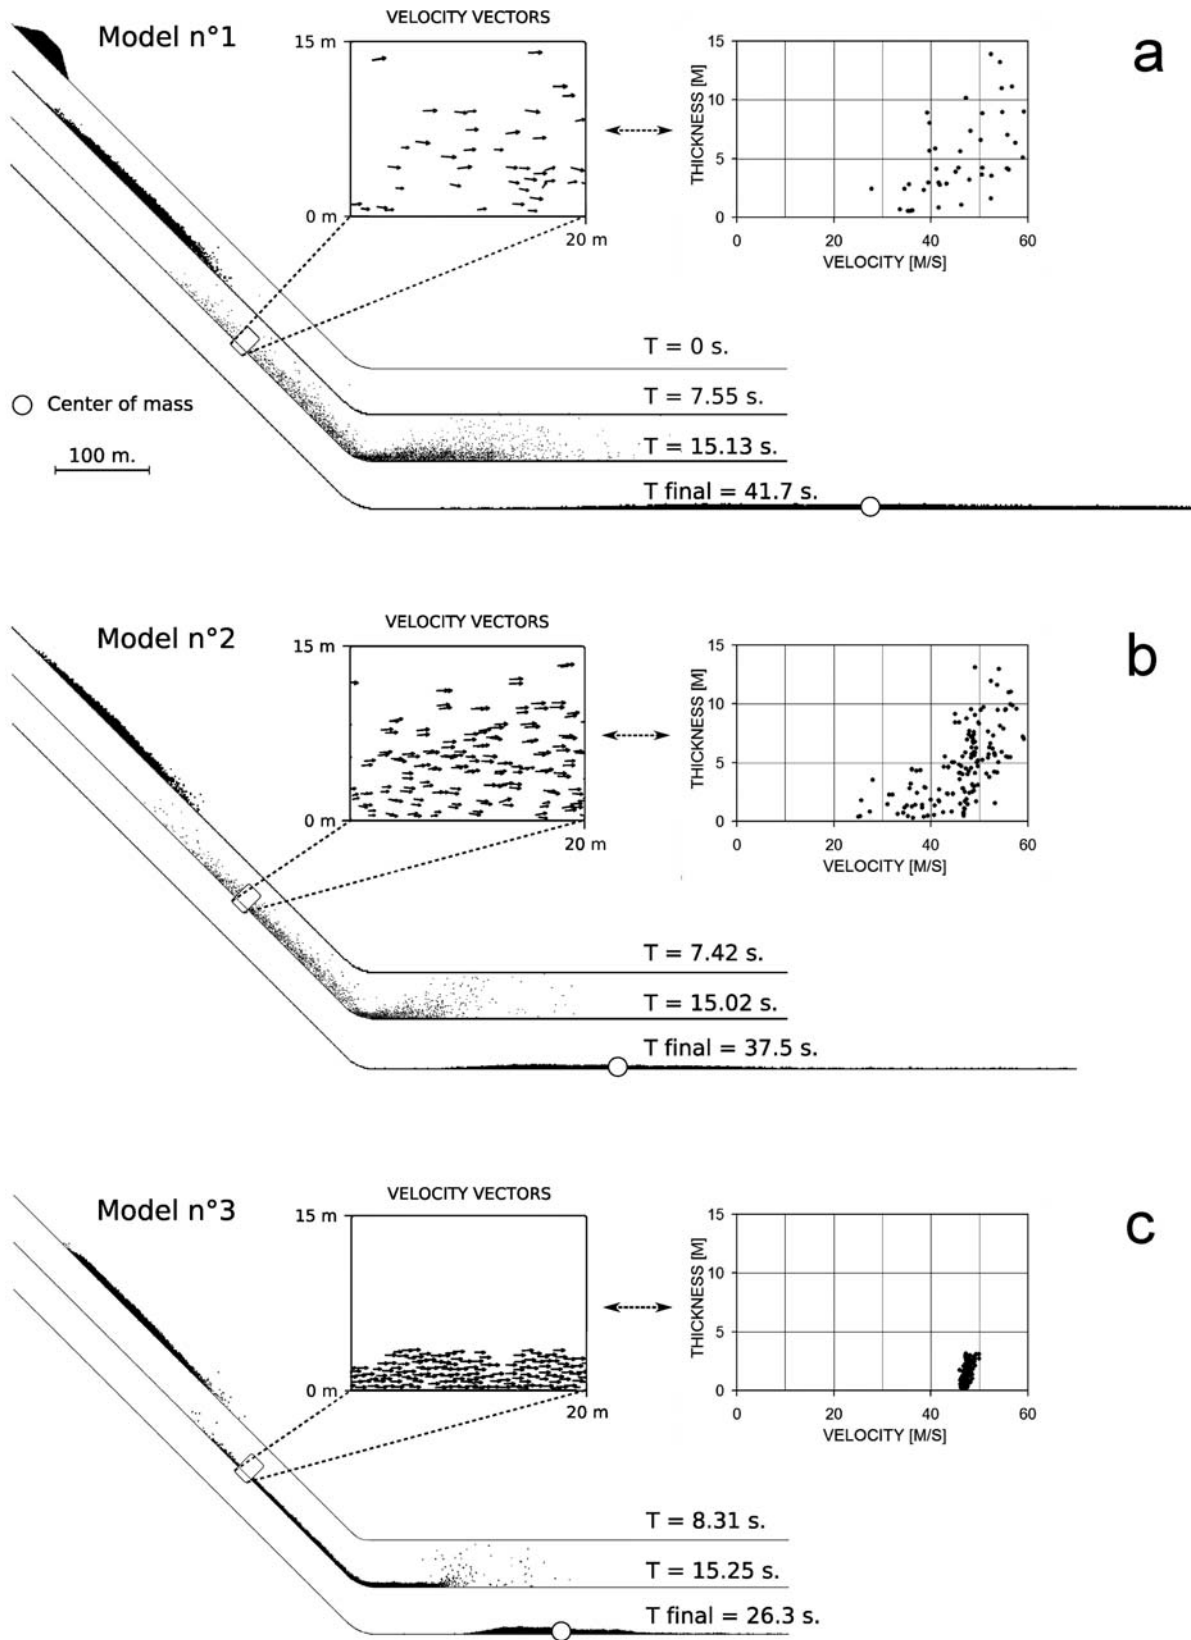 Model n°1
VELOCITY VECTORS
15 m
0 m
20 m
THICKNESS [M]
15
10
5
0
0 20 40 60
VELOCITY [M/S]
a
T = 0 s.
T = 7.55 s.
T = 15.13 s.
T final = 41.7 s.
Center of mass
100 m.
Model n°2
VELOCITY VECTORS
15 m
0 m
20 m
THICKNESS [M]
15
10
5
0
0 20 40 60
VELOCITY [M/S]
b
T = 7.42 s.
T = 15.02 s.
T final = 37.5 s.
Model n°3
VELOCITY VECTORS
15 m
0 m
20 m
THICKNESS [M]
15
10
5
0
0 20 40 60
VELOCITY [M/S]
c
T = 8.31 s.
T = 15.25 s.
T final = 26.3 s.